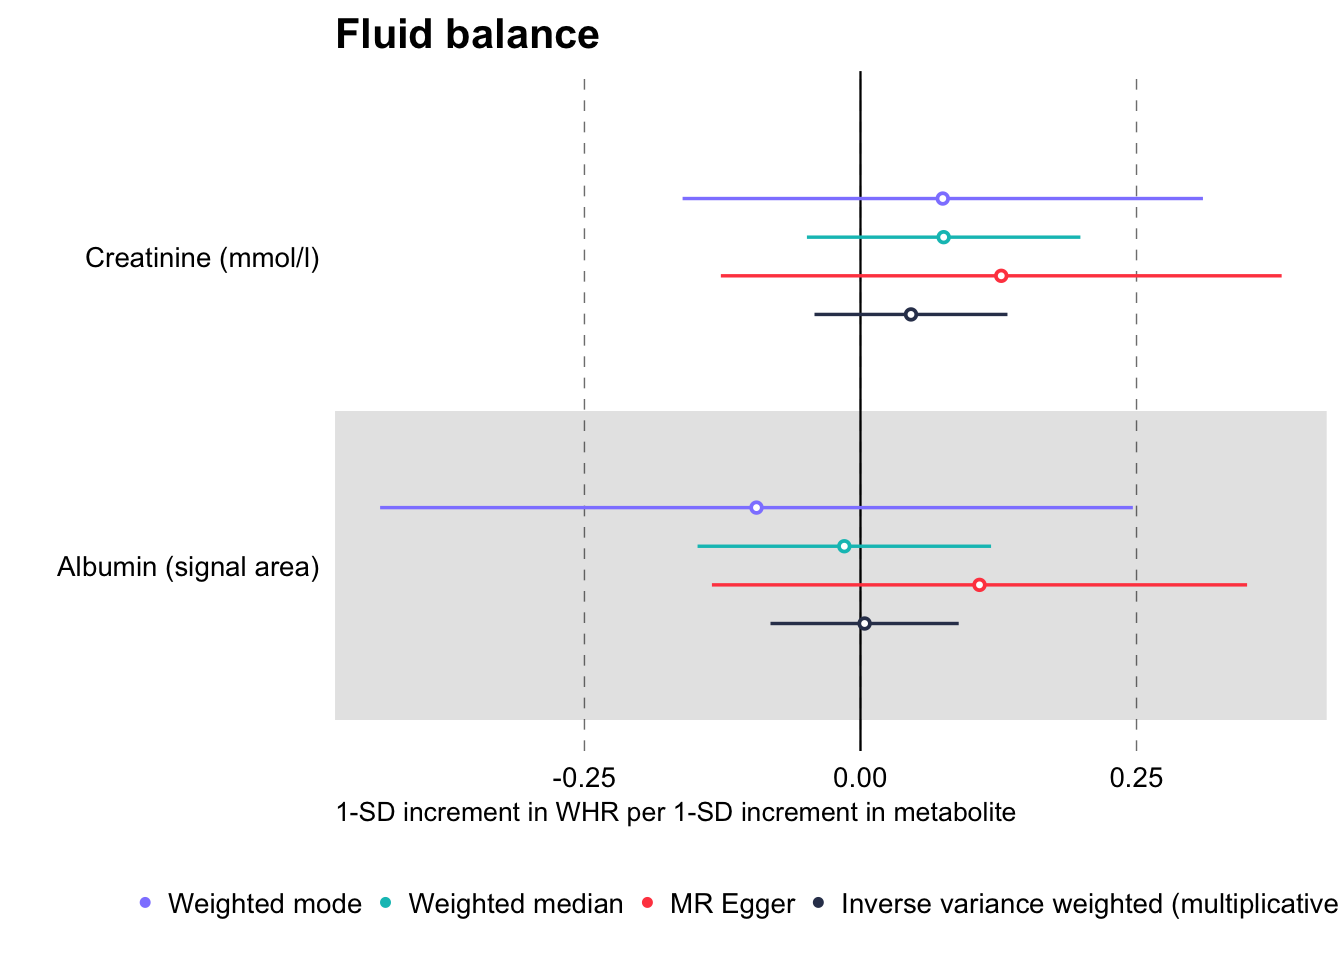 Fluid balance
Creatinine (mmol/l)
Albumin (signal area)
-0.25 0.00 0.25
1-SD increment in WHR per 1-SD increment in metabolite
Weighted mode Weighted median MR Egger Inverse variance weighted (multiplicative